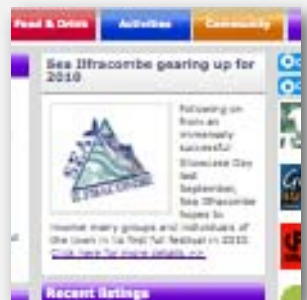 Food & Drink
Activities
Community
Sea Ilfracombe gearing up for
2010
Following on
from an
immensely
successful
Showcase Day
last
September,
Sea Ilfracombe
hopes to
involve many groups and individuals of
the town in its first full festival in 2010.
Click here for more details >>
Recent listings